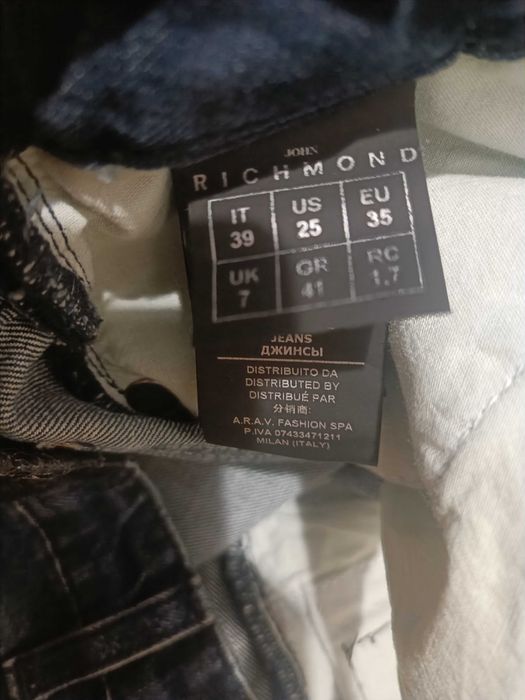 JOHN
RICHMOND
IT US EU
39 25 35
UK GR RC
7 41 1,7
JEANS
ДЖИНСЫ
DISTRIBUITO DA
DISTRIBUTED BY
DISTRIBUÉ PAR
分销商:
A.R.A.V. FASHION SPA
P.IVA 07433471211
MILAN (ITALY)